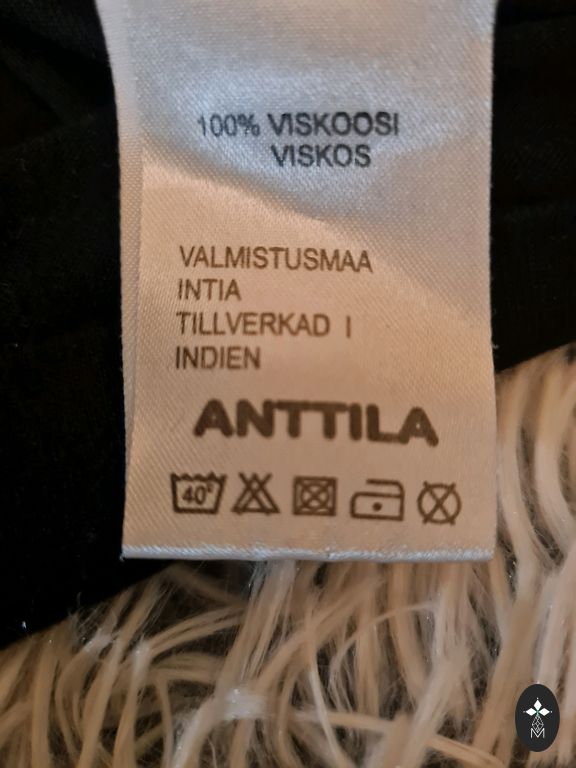 100% VISKOOSI
VISKOS
VALMISTUSMAA
INTIA
TILLVERKAD I
INDIEN
ANTTILA
40°